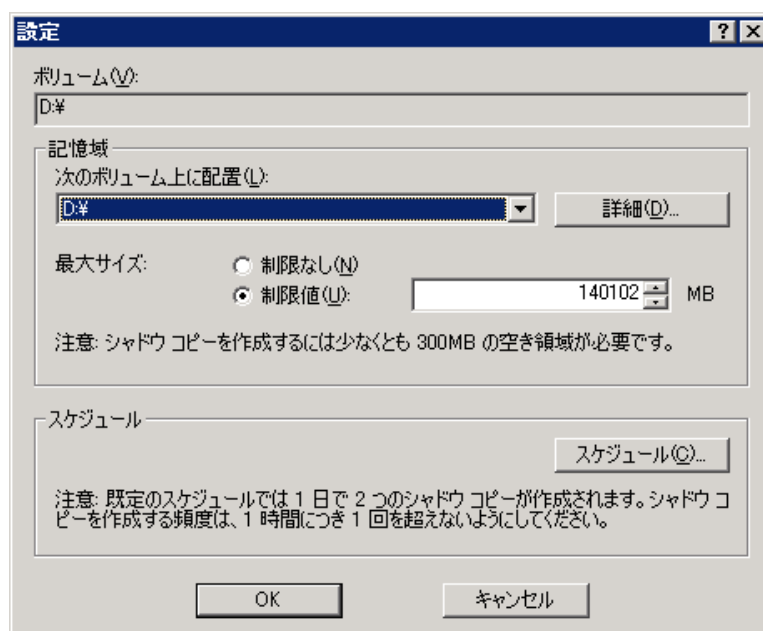 設定
ボリューム(V):
D:¥
記憶域
次のボリューム上に配置(L):
D:¥
詳細(D)...
最大サイズ:
制限なし(N)
制限値(U):
140102
MB
注意: シャドウ コピーを作成するには少なくとも 300MB の空き領域が必要です。
スケジュール
スケジュール(C)...
注意: 既定のスケジュールでは 1 日で 2 つのシャドウ コピーが作成されます。シャドウ コ
ピーを作成する頻度は、1 時間につき 1 回を超えないようにしてください。
OK
キャンセル